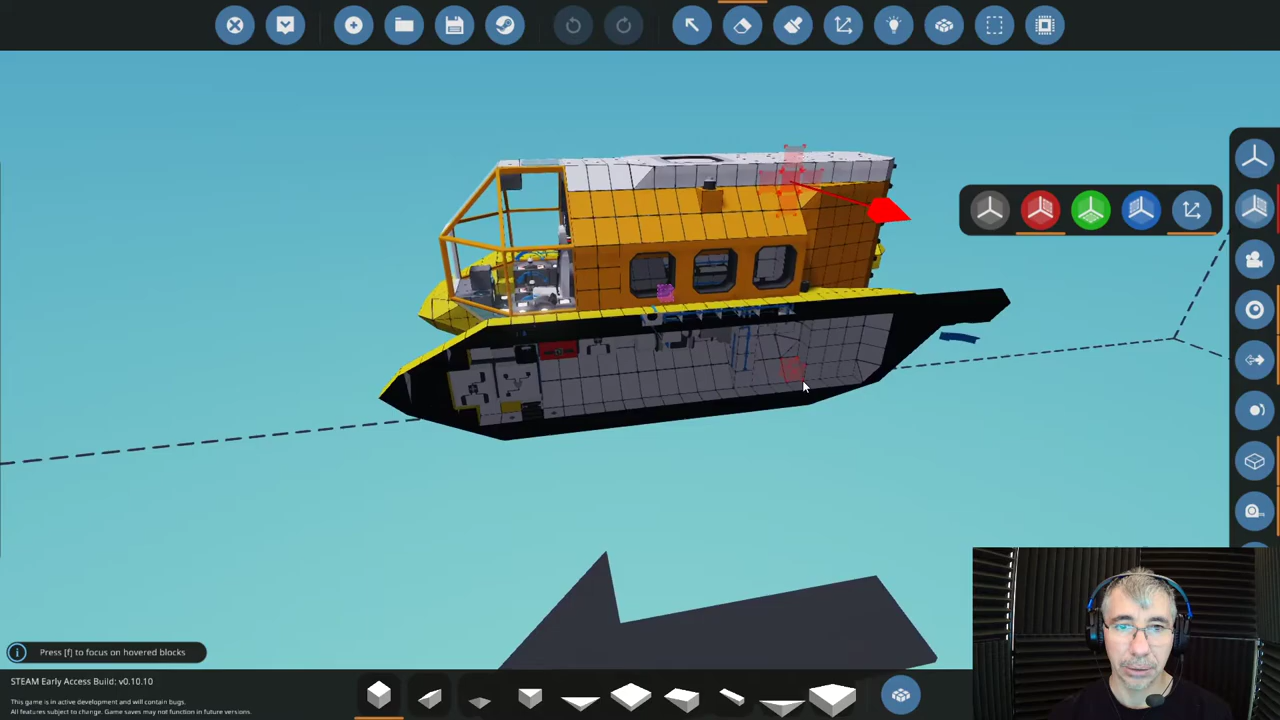 Press [f] to focus on hovered blocks
STEAM Early Access Build: v0.10.10
This game is in active development and will contain bugs.
All features subject to change. Game saves may not function in future versions.